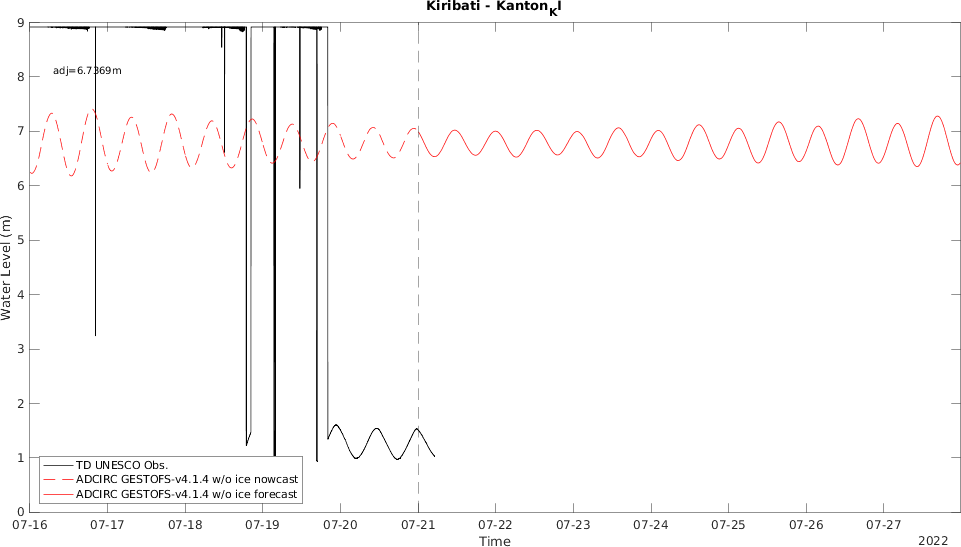 Kiribati - Kanton_KI
9
8
7
6
5
4
3
2
1
0
Water Level (m)
adj=6.7369m
TD UNESCO Obs.
ADCIRC GESTOFS-v4.1.4 w/o ice nowcast
ADCIRC GESTOFS-v4.1.4 w/o ice forecast
07-16 07-17 07-18 07-19 07-20 07-21 07-22 07-23 07-24 07-25 07-26 07-27
Time
2022